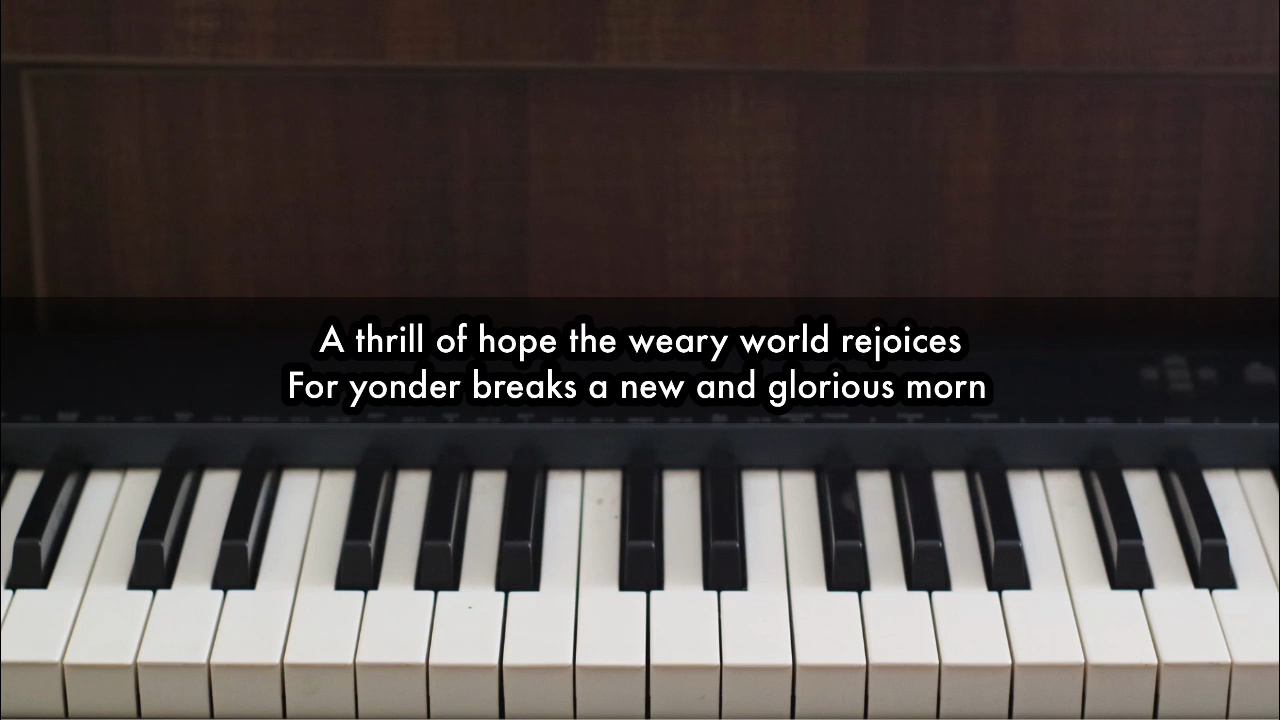 A thrill of hope the weary world rejoices
For yonder breaks a new and glorious morn